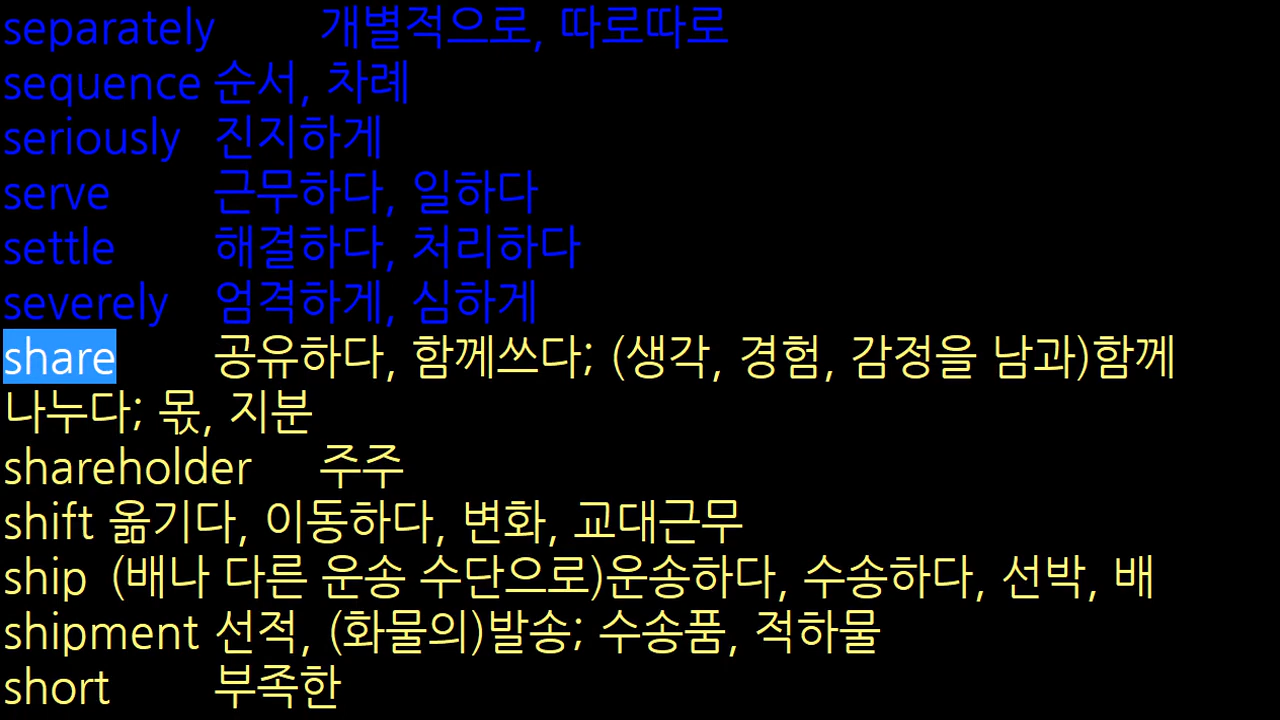 separately 개별적으로, 따로따로
sequence 순서, 차례
seriously 진지하게
serve 근무하다, 일하다
settle 해결하다, 처리하다
severely 엄격하게, 심하게
share 공유하다, 함께쓰다; (생각, 경험, 감정을 남과)함께
나누다; 몫, 지분
shareholder 주주
shift 옮기다, 이동하다, 변화, 교대근무
ship (배나 다른 운송 수단으로)운송하다, 수송하다, 선박, 배
shipment 선적, (화물의)발송; 수송품, 적하물
short 부족한